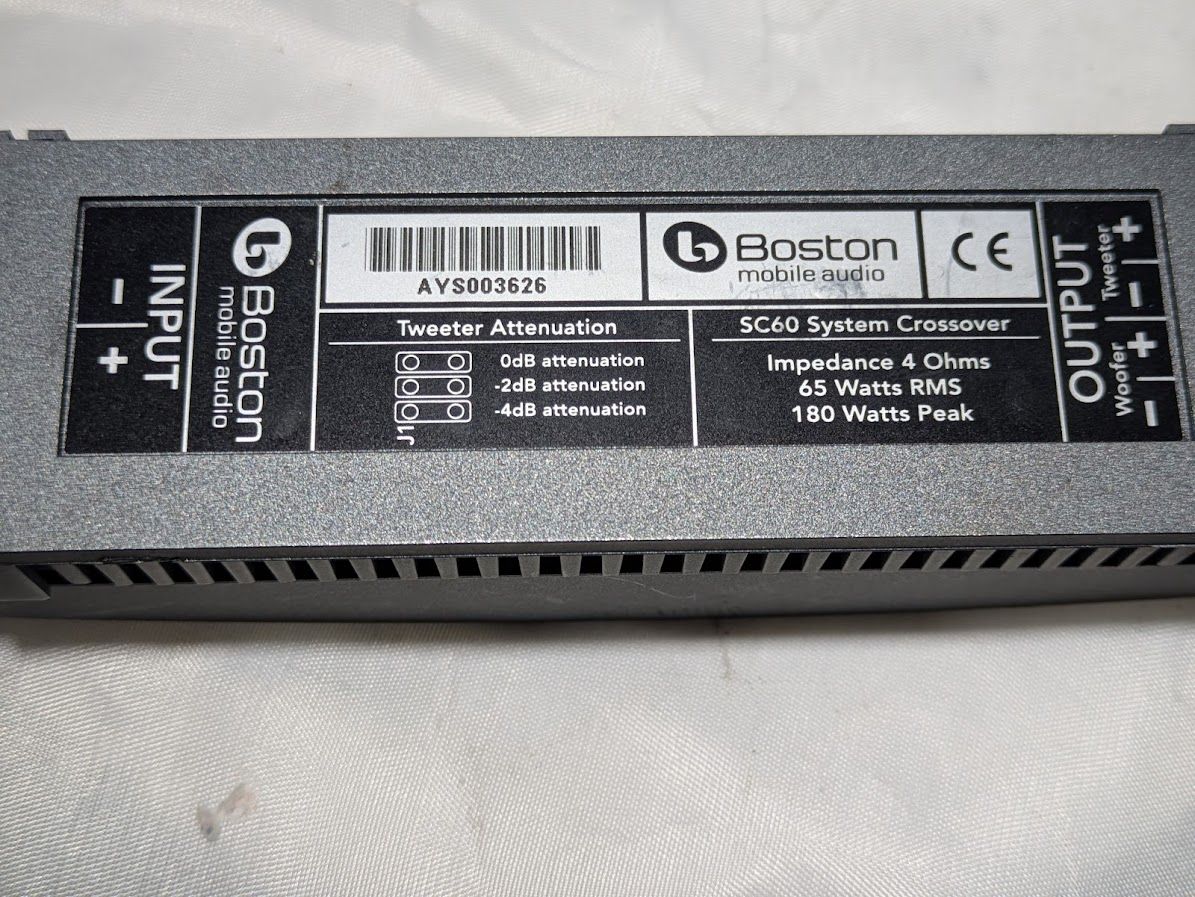 INPUT
-
+
Boston
mobile audio
AYS003626
Boston
mobile audio
CE
Tweeter Attenuation
0dB attenuation
-2dB attenuation
-4dB attenuation
J1
SC60 System Crossover
Impedance 4 Ohms
65 Watts RMS
180 Watts Peak
OUTPUT
Tweeter
+
-
Woofer
+
-